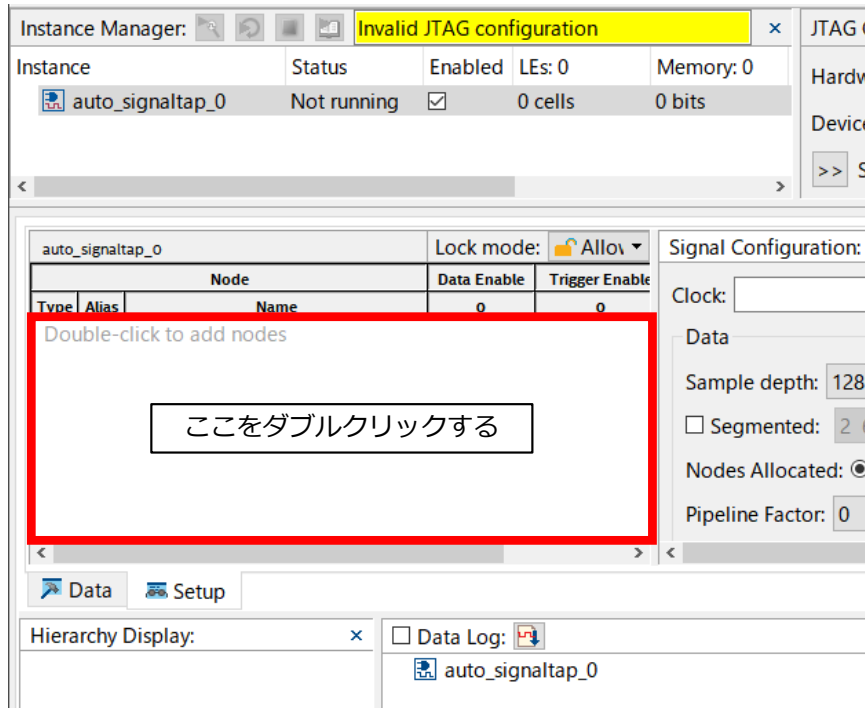 Instance Manager: Invalid JTAG configuration × JTAG
Instance Status Enabled LEs: 0 Memory: 0
auto_signaltap_0 Not running 0 cells 0 bits
>>
auto_signaltap_0 Lock mode: Signal Configuration:
Node Data Enable Trigger Enable
Type Alias Name 0 0
Clock:
Double-click to add nodes
Data
ここをダブルクリックする
Sample depth: 128
Segmented: 2
Nodes Allocated:
Pipeline Factor: 0
Data Setup
Hierarchy Display: × Data Log:
auto_signaltap_0